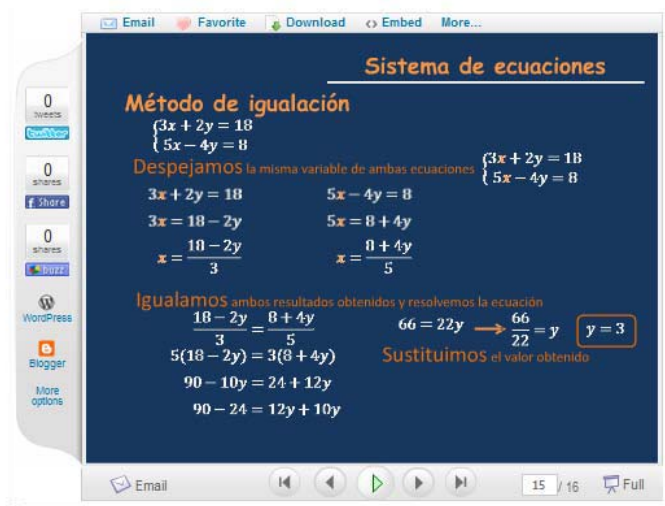 Email Favorite Download Embed More...
0
tweets
twitter
0
shares
f Share
0
shares
buzz
WordPress
Blogger
More
options
Sistema de ecuaciones
Método de igualación
3x + 2y = 18
5x − 4y = 8
Despejamos la misma variable de ambas ecuaciones
3x + 2y = 18
5x − 4y = 8
3x + 2y = 18 5x − 4y = 8
3x = 18 − 2y 5x = 8 + 4y
x = (18 − 2y)/3 x = (8 + 4y)/5
Igualamos ambos resultados obtenidos y resolvemos la ecuación
(18 − 2y)/3 = (8 + 4y)/5
5(18 − 2y) = 3(8 + 4y)
90 − 10y = 24 + 12y
90 − 24 = 12y + 10y
66 = 22y → 66/22 = y y = 3
Sustituimos el valor obtenido
Email 15 / 16 Full